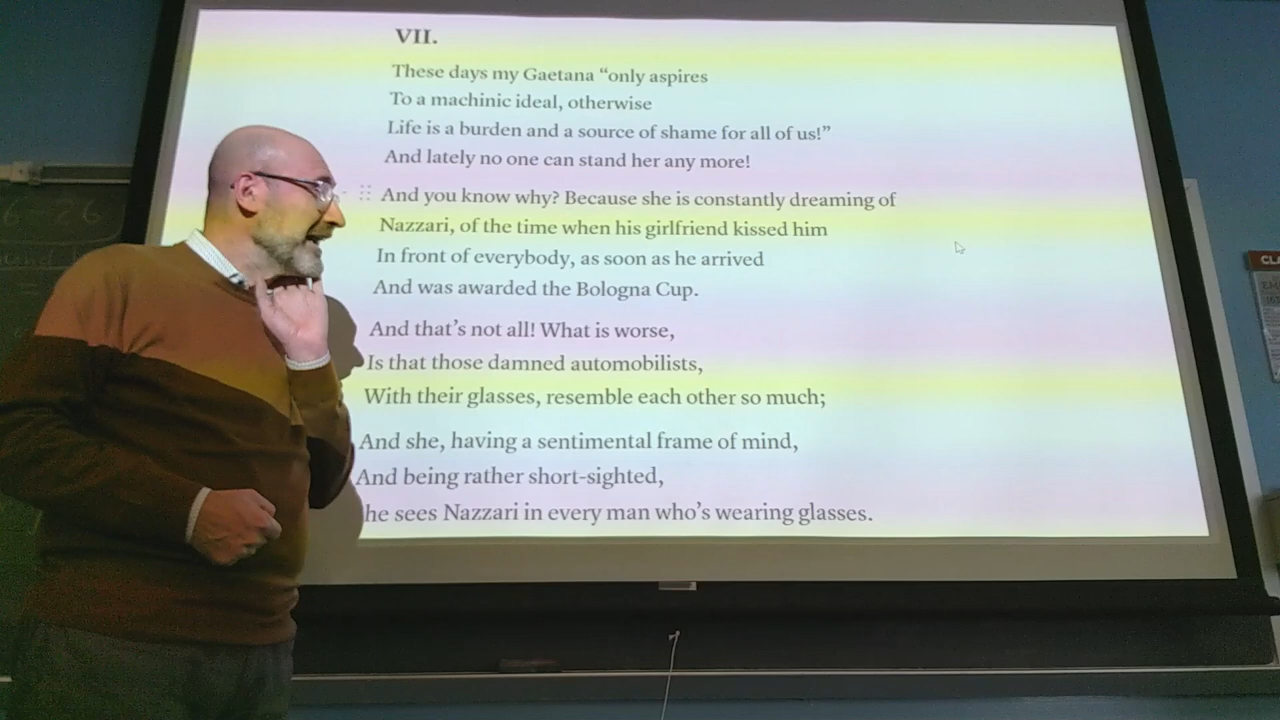 VII.
These days my Gaetana “only aspires
To a machinic ideal, otherwise
Life is a burden and a source of shame for all of us!”
And lately no one can stand her any more!
And you know why? Because she is constantly dreaming of
Nazzari, of the time when his girlfriend kissed him
In front of everybody, as soon as he arrived
And was awarded the Bologna Cup.
And that’s not all! What is worse,
Is that those damned automobilists,
With their glasses, resemble each other so much;
And she, having a sentimental frame of mind,
And being rather short-sighted,
he sees Nazzari in every man who’s wearing glasses.
CLA